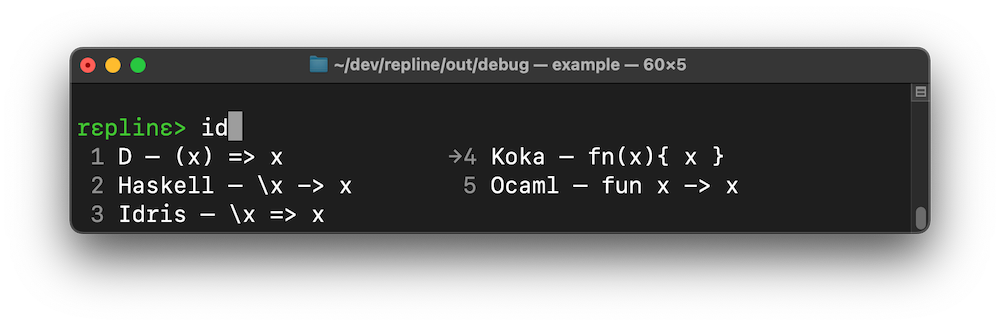 ~/dev/repline/out/debug — example — 60×5
rεplinε> id
1 D — (x) => x →4 Koka — fn(x){ x }
2 Haskell — \x -> x 5 Ocaml — fun x -> x
3 Idris — \x => x